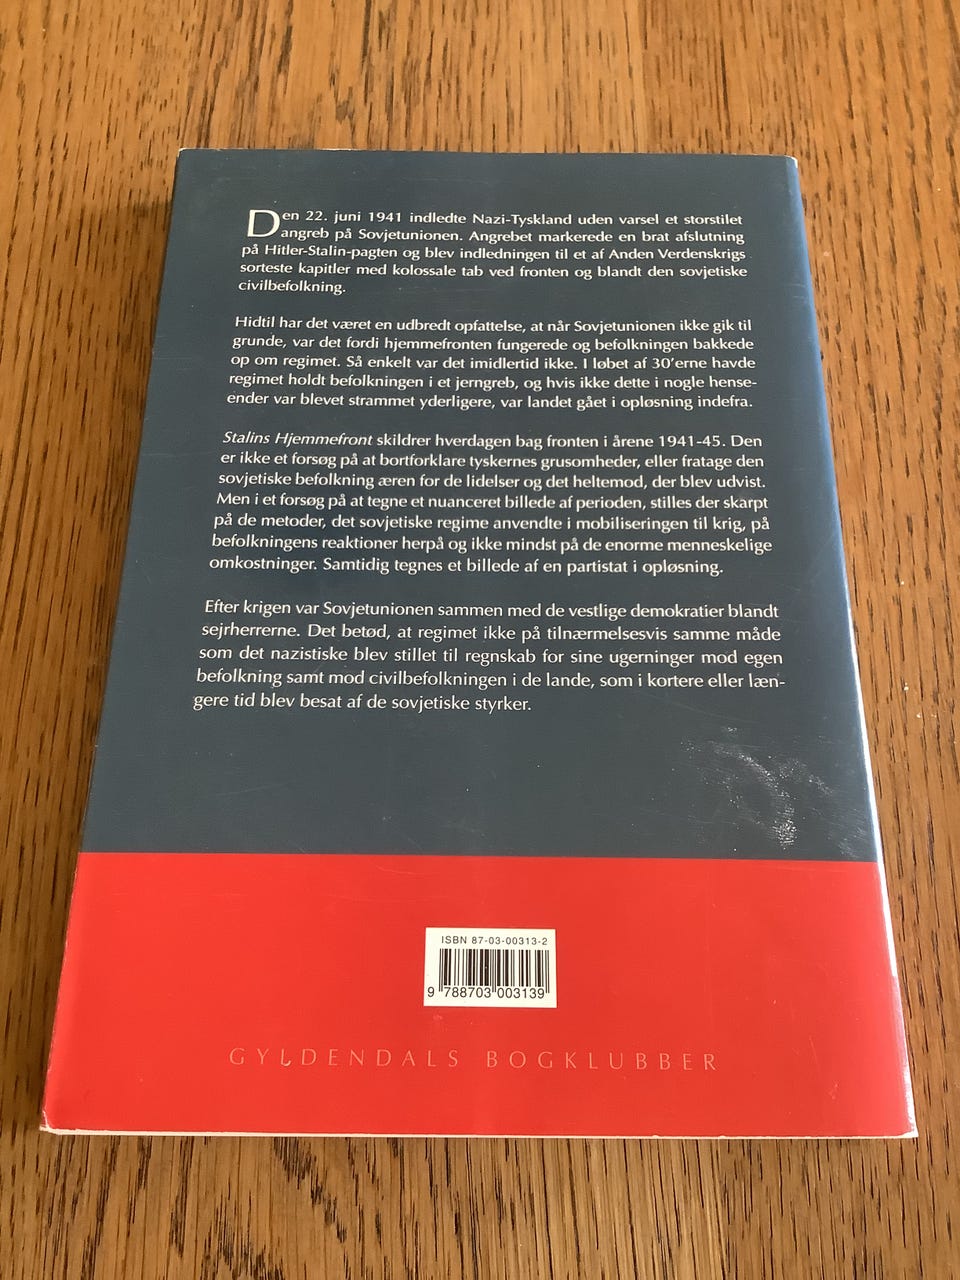 Den 22. juni 1941 indledte Nazi-Tyskland uden varsel et storstilet
angreb på Sovjetunionen. Angrebet markerede en brat afslutning
på Hitler-Stalin-pagten og blev indledningen til et af Anden Verdenskrigs
sorteste kapitler med kolossale tab ved fronten og blandt den sovjetiske
civilbefolkning.
Hidtil har det været en udbredt opfattelse, at når Sovjetunionen ikke gik til
grunde, var det fordi hjemmefronten fungerede og befolkningen bakkede
op om regimet. Så enkelt var det imidlertid ikke. I løbet af 30'erne havde
regimet holdt befolkningen i et jerngreb, og hvis ikke dette i nogle hense-
ender var blevet strammet yderligere, var landet gået i opløsning indefra.
Stalins Hjemmefront skildrer hverdagen bag fronten i årene 1941-45. Den
er ikke et forsøg på at bortforklare tyskernes grusomheder, eller fratage den
sovjetiske befolkning æren for de lidelser og det heltemod, der blev udvist.
Men i et forsøg på at tegne et nuanceret billede af perioden, stilles der skarpt
på de metoder, det sovjetiske regime anvendte i mobiliseringen til krig, på
befolkningens reaktioner herpå og ikke mindst på de enorme menneskelige
omkostninger. Samtidig tegnes et billede af en partistat i opløsning.
Efter krigen var Sovjetunionen sammen med de vestlige demokratier blandt
sejrherrerne. Det betød, at regimet ikke på tilnærmelsesvis samme måde
som det nazistiske blev stillet til regnskab for sine ugerninger mod egen
befolkning samt mod civilbefolkningen i de lande, som i kortere eller læn-
gere tid blev besat af de sovjetiske styrker.
ISBN 87-03-00313-2
9 788703 003139
GYLDENDALS BOGKLUBBER